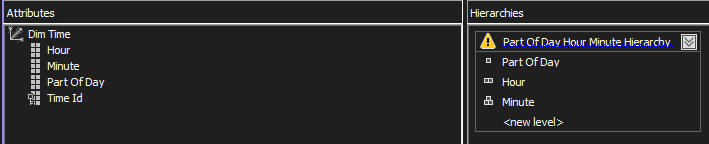 Attributes
Dim Time
Hour
Minute
Part Of Day
Time Id
Hierarchies
Part Of Day Hour Minute Hierarchy
Part Of Day
Hour
Minute
<new level>